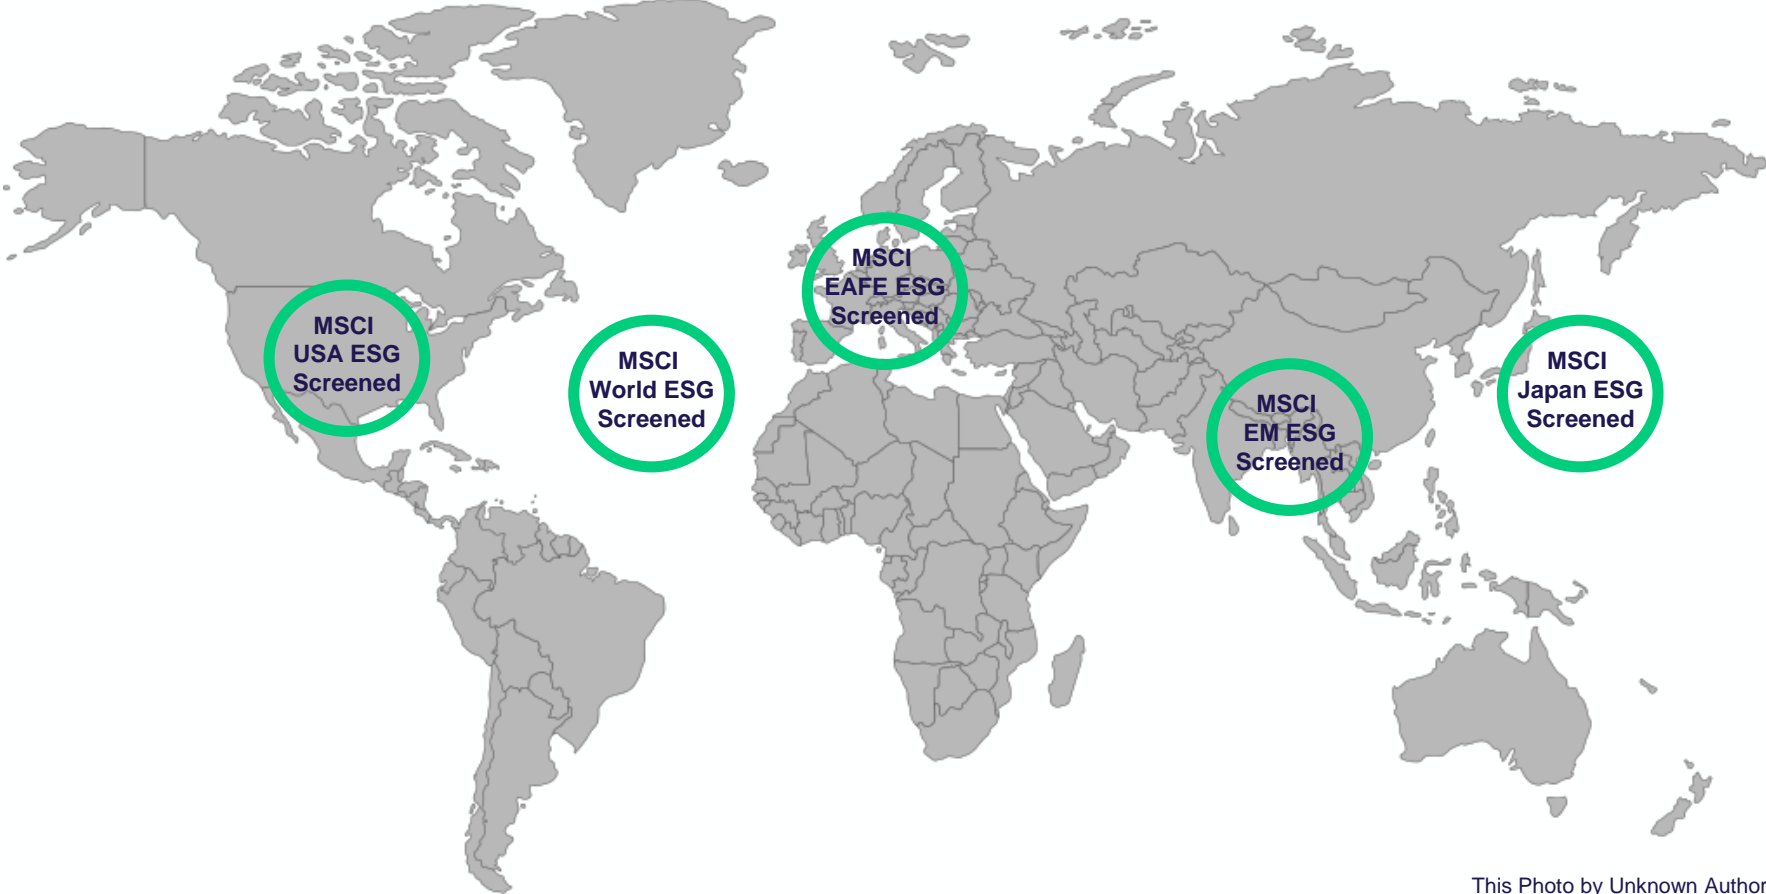 MSCI
USA ESG
Screened
MSCI
World ESG
Screened
MSCI
EAFE ESG
Screened
MSCI
EM ESG
Screened
MSCI
Japan ESG
Screened
This Photo by Unknown Author